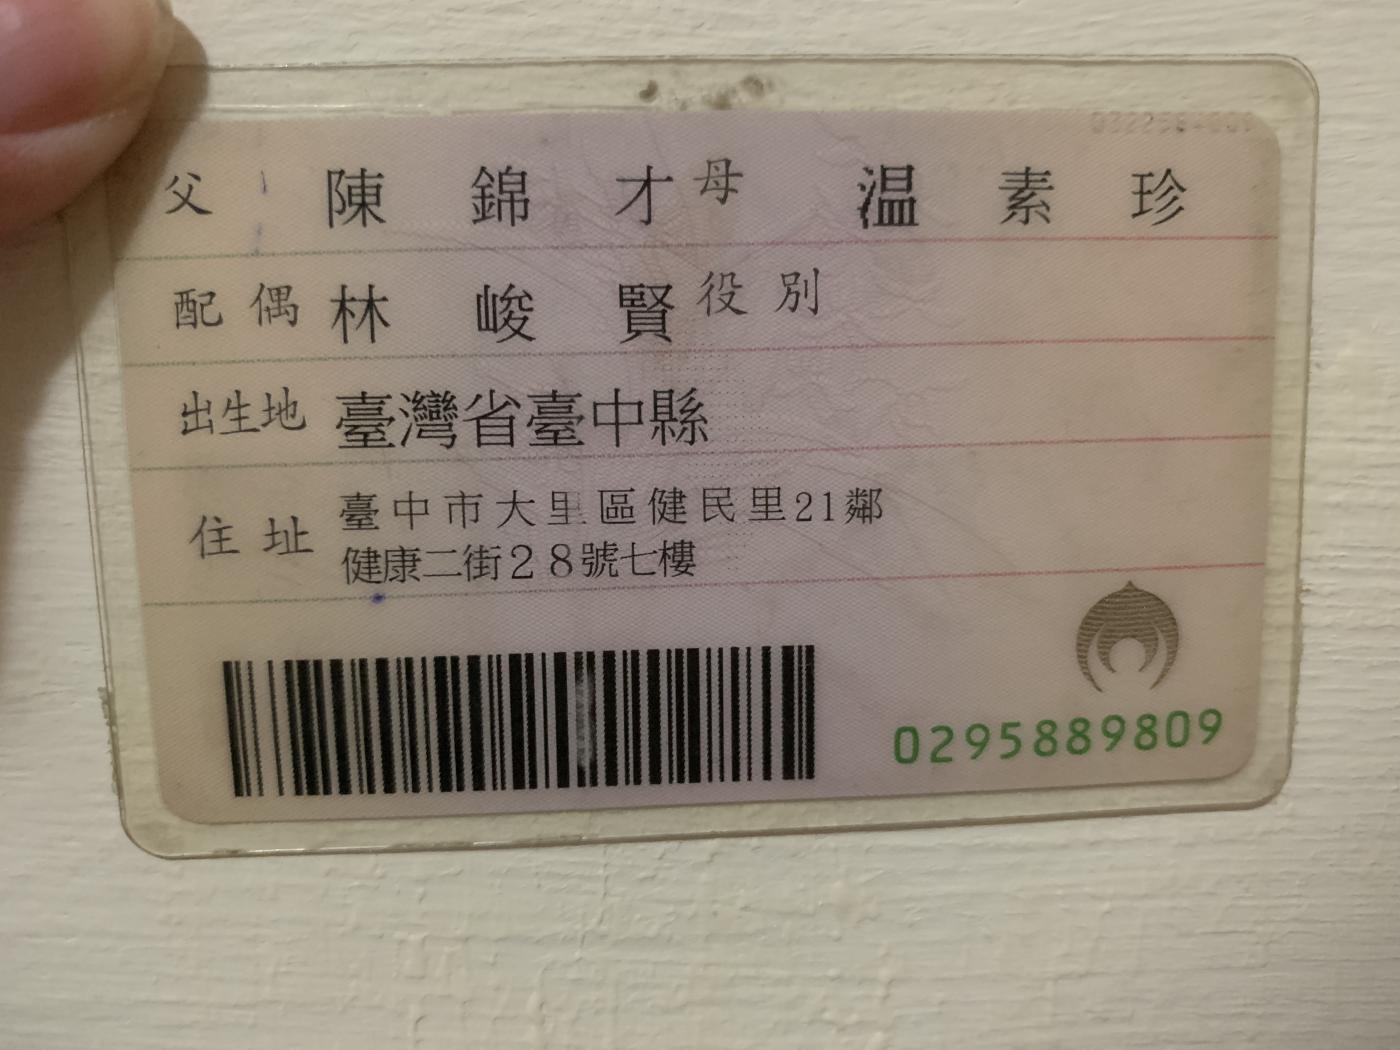 父 陳錦才 母 温素珍
配偶 林峻賢 役別
出生地 臺灣省臺中縣
住址 臺中市大里區健民里21鄰
健康二街28號七樓
0295889809